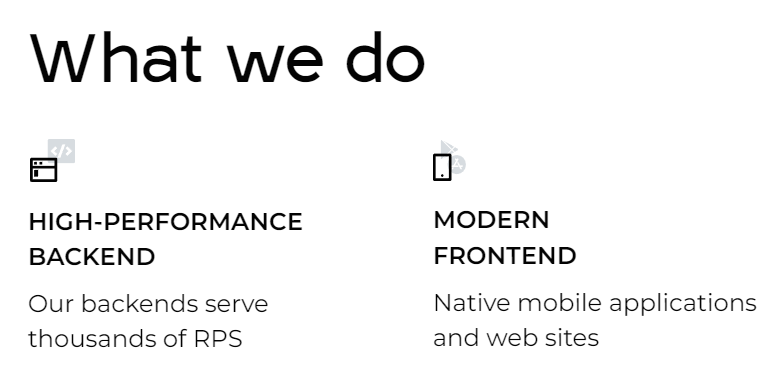 What we do
</>
HIGH-PERFORMANCE
BACKEND
Our backends serve
thousands of RPS
MODERN
FRONTEND
Native mobile applications
and web sites